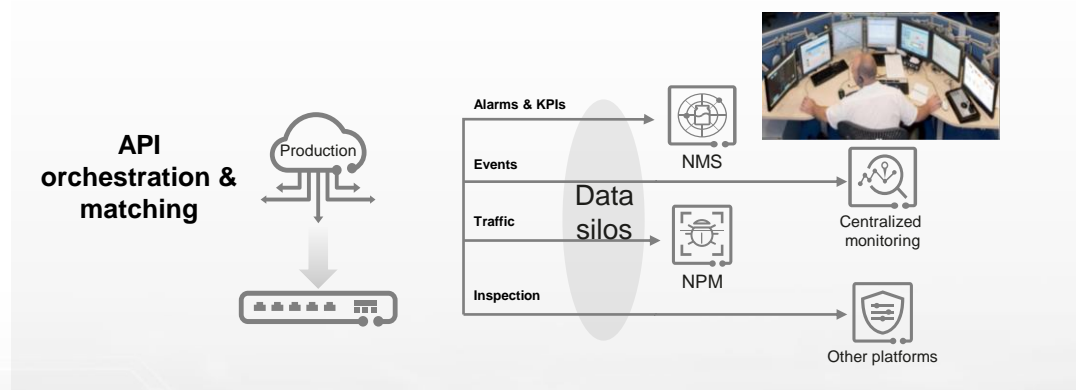 API
orchestration &
matching
Production
Alarms & KPIs
Events
Traffic
Inspection
Data
silos
NMS
NPM
Centralized
monitoring
Other platforms